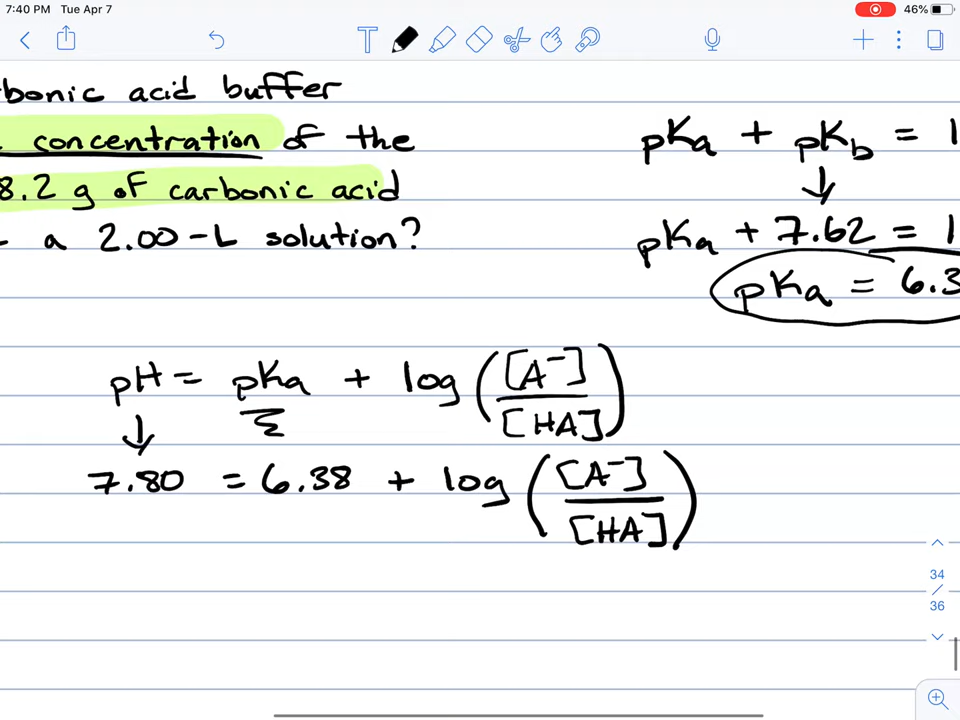 7:40 PM Tue Apr 7
46%
T
bonic acid buffer
concentration of the
8.2 g of carbonic acid
a 2.00-L solution?
pKa + pKb = 1
pKa + 7.62 = 1
pKa = 6.3
pH = pKa + log ([A⁻]/[HA])
7.80 = 6.38 + log ([A⁻]/[HA])
34
/
36